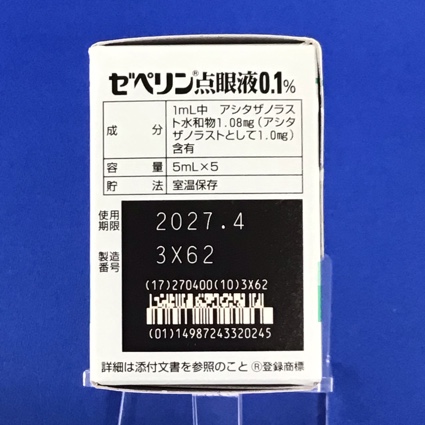 ゼペリン®点眼液0.1%
成分 1mL中 アシタザノラス
ト水和物1.08mg(アシタ
ザノラストとして1.0mg)
含有
容量 5mL×5
貯法 室温保存
使用期限 2027.4
製造番号 3X62
(17)270400(10)3X62
(01)14987243320245
詳細は添付文書を参照のこと ®登録商標